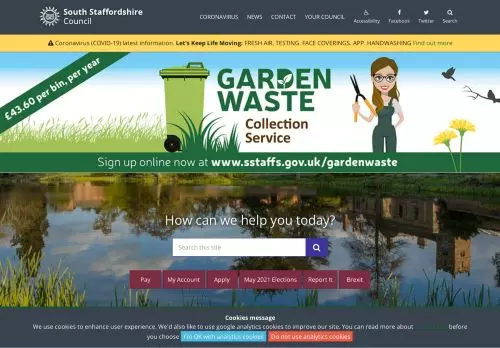 South Staffordshire
Council
CORONAVIRUS NEWS CONTACT YOUR COUNCIL
Accessibility Facebook Twitter Search
Coronavirus (COVID-19) latest information. Let's Keep Life Moving: FRESH AIR. TESTING. FACE COVERINGS. APP. HANDWASHING Find out more
£43.60 per bin, per year
GARDEN
WASTE
Collection
Service
Sign up online now at www.sstaffs.gov.uk/gardenwaste
How can we help you today?
Search this site
Pay My Account Apply May 2021 Elections Report It Brexit
Cookies message
We use cookies to enhance user experience. We'd also like to use google analytics cookies to improve our site. You can read more about before
you choose I'm OK with analytics cookies Do not use analytics cookies